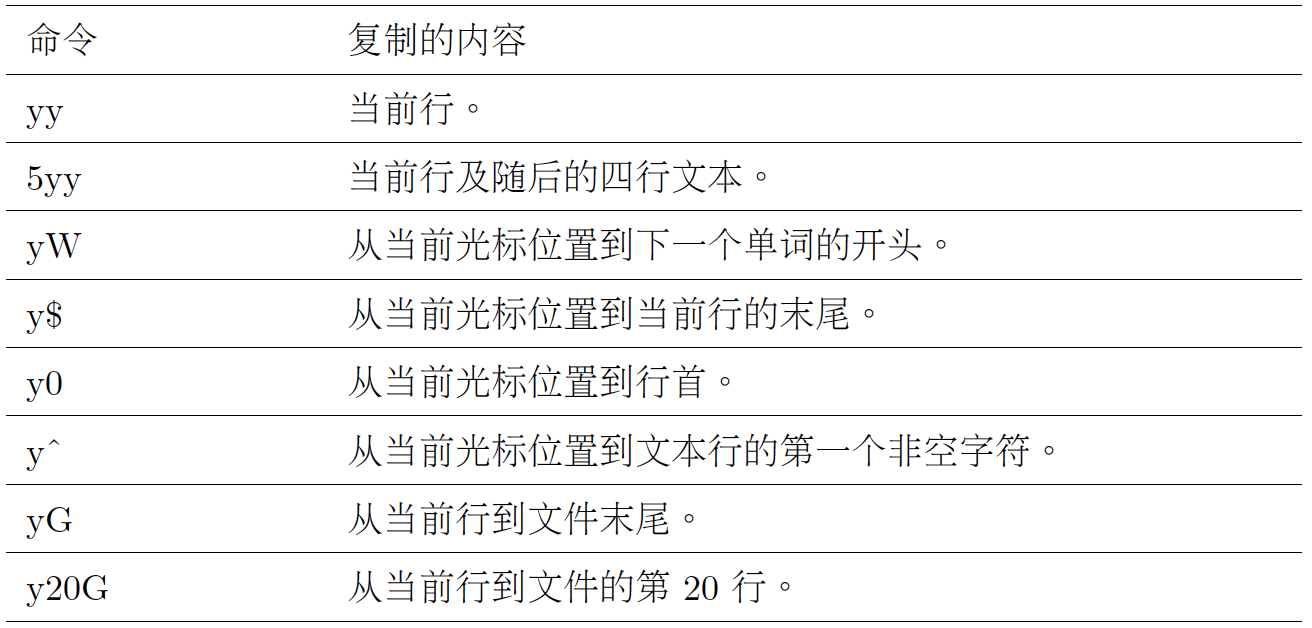 命令 复制的内容
yy 当前行。
5yy 当前行及随后的四行文本。
yW 从当前光标位置到下一个单词的开头。
y$ 从当前光标位置到当前行的末尾。
y0 从当前光标位置到行首。
y^ 从当前光标位置到文本行的第一个非空字符。
yG 从当前行到文件末尾。
y20G 从当前行到文件的第 20 行。